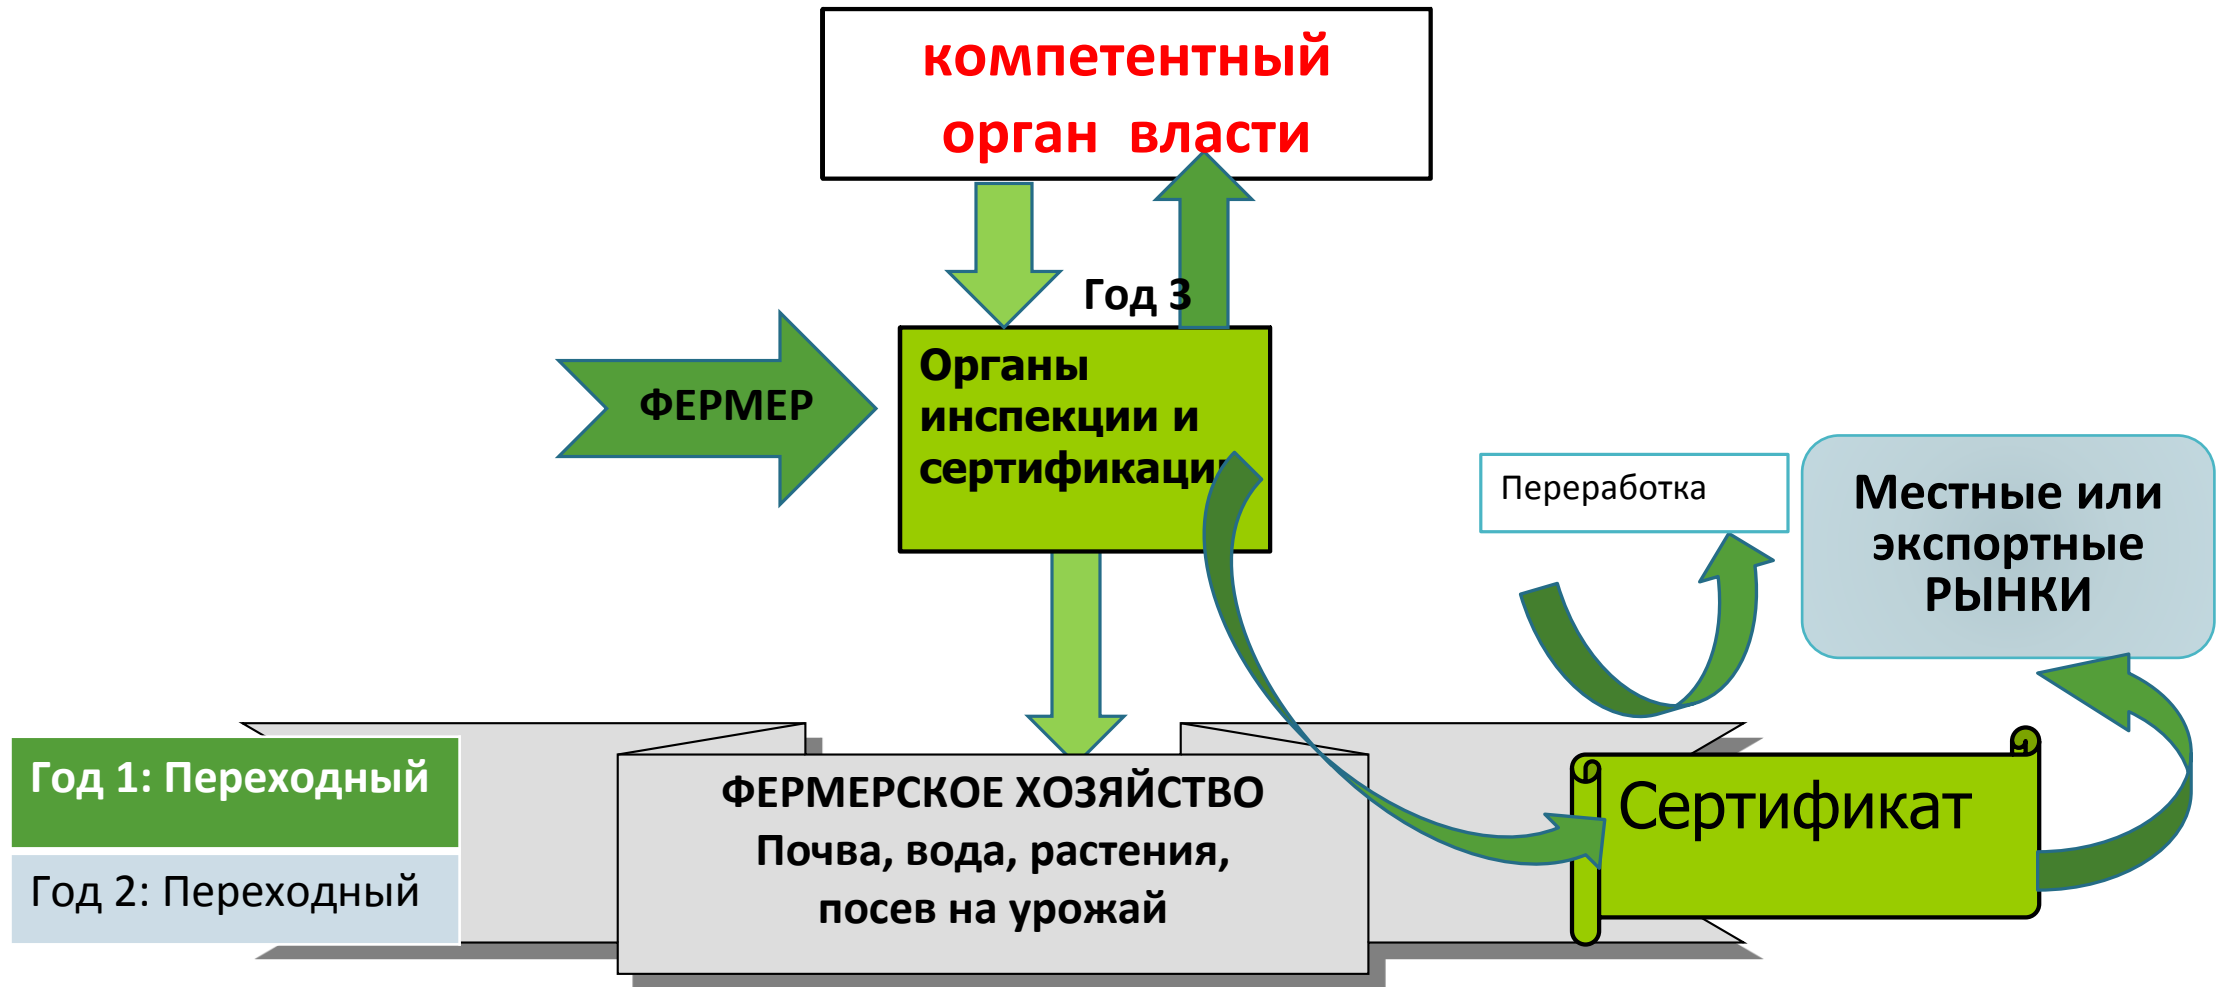 компетентный
орган власти
Год 3
Органы
инспекции и
сертификации
ФЕРМЕР
Переработка
Местные или
экспортные
РЫНКИ
Год 1: Переходный
Год 2: Переходный
ФЕРМЕРСКОЕ ХОЗЯЙСТВО
Почва, вода, растения,
посев на урожай
Сертификат